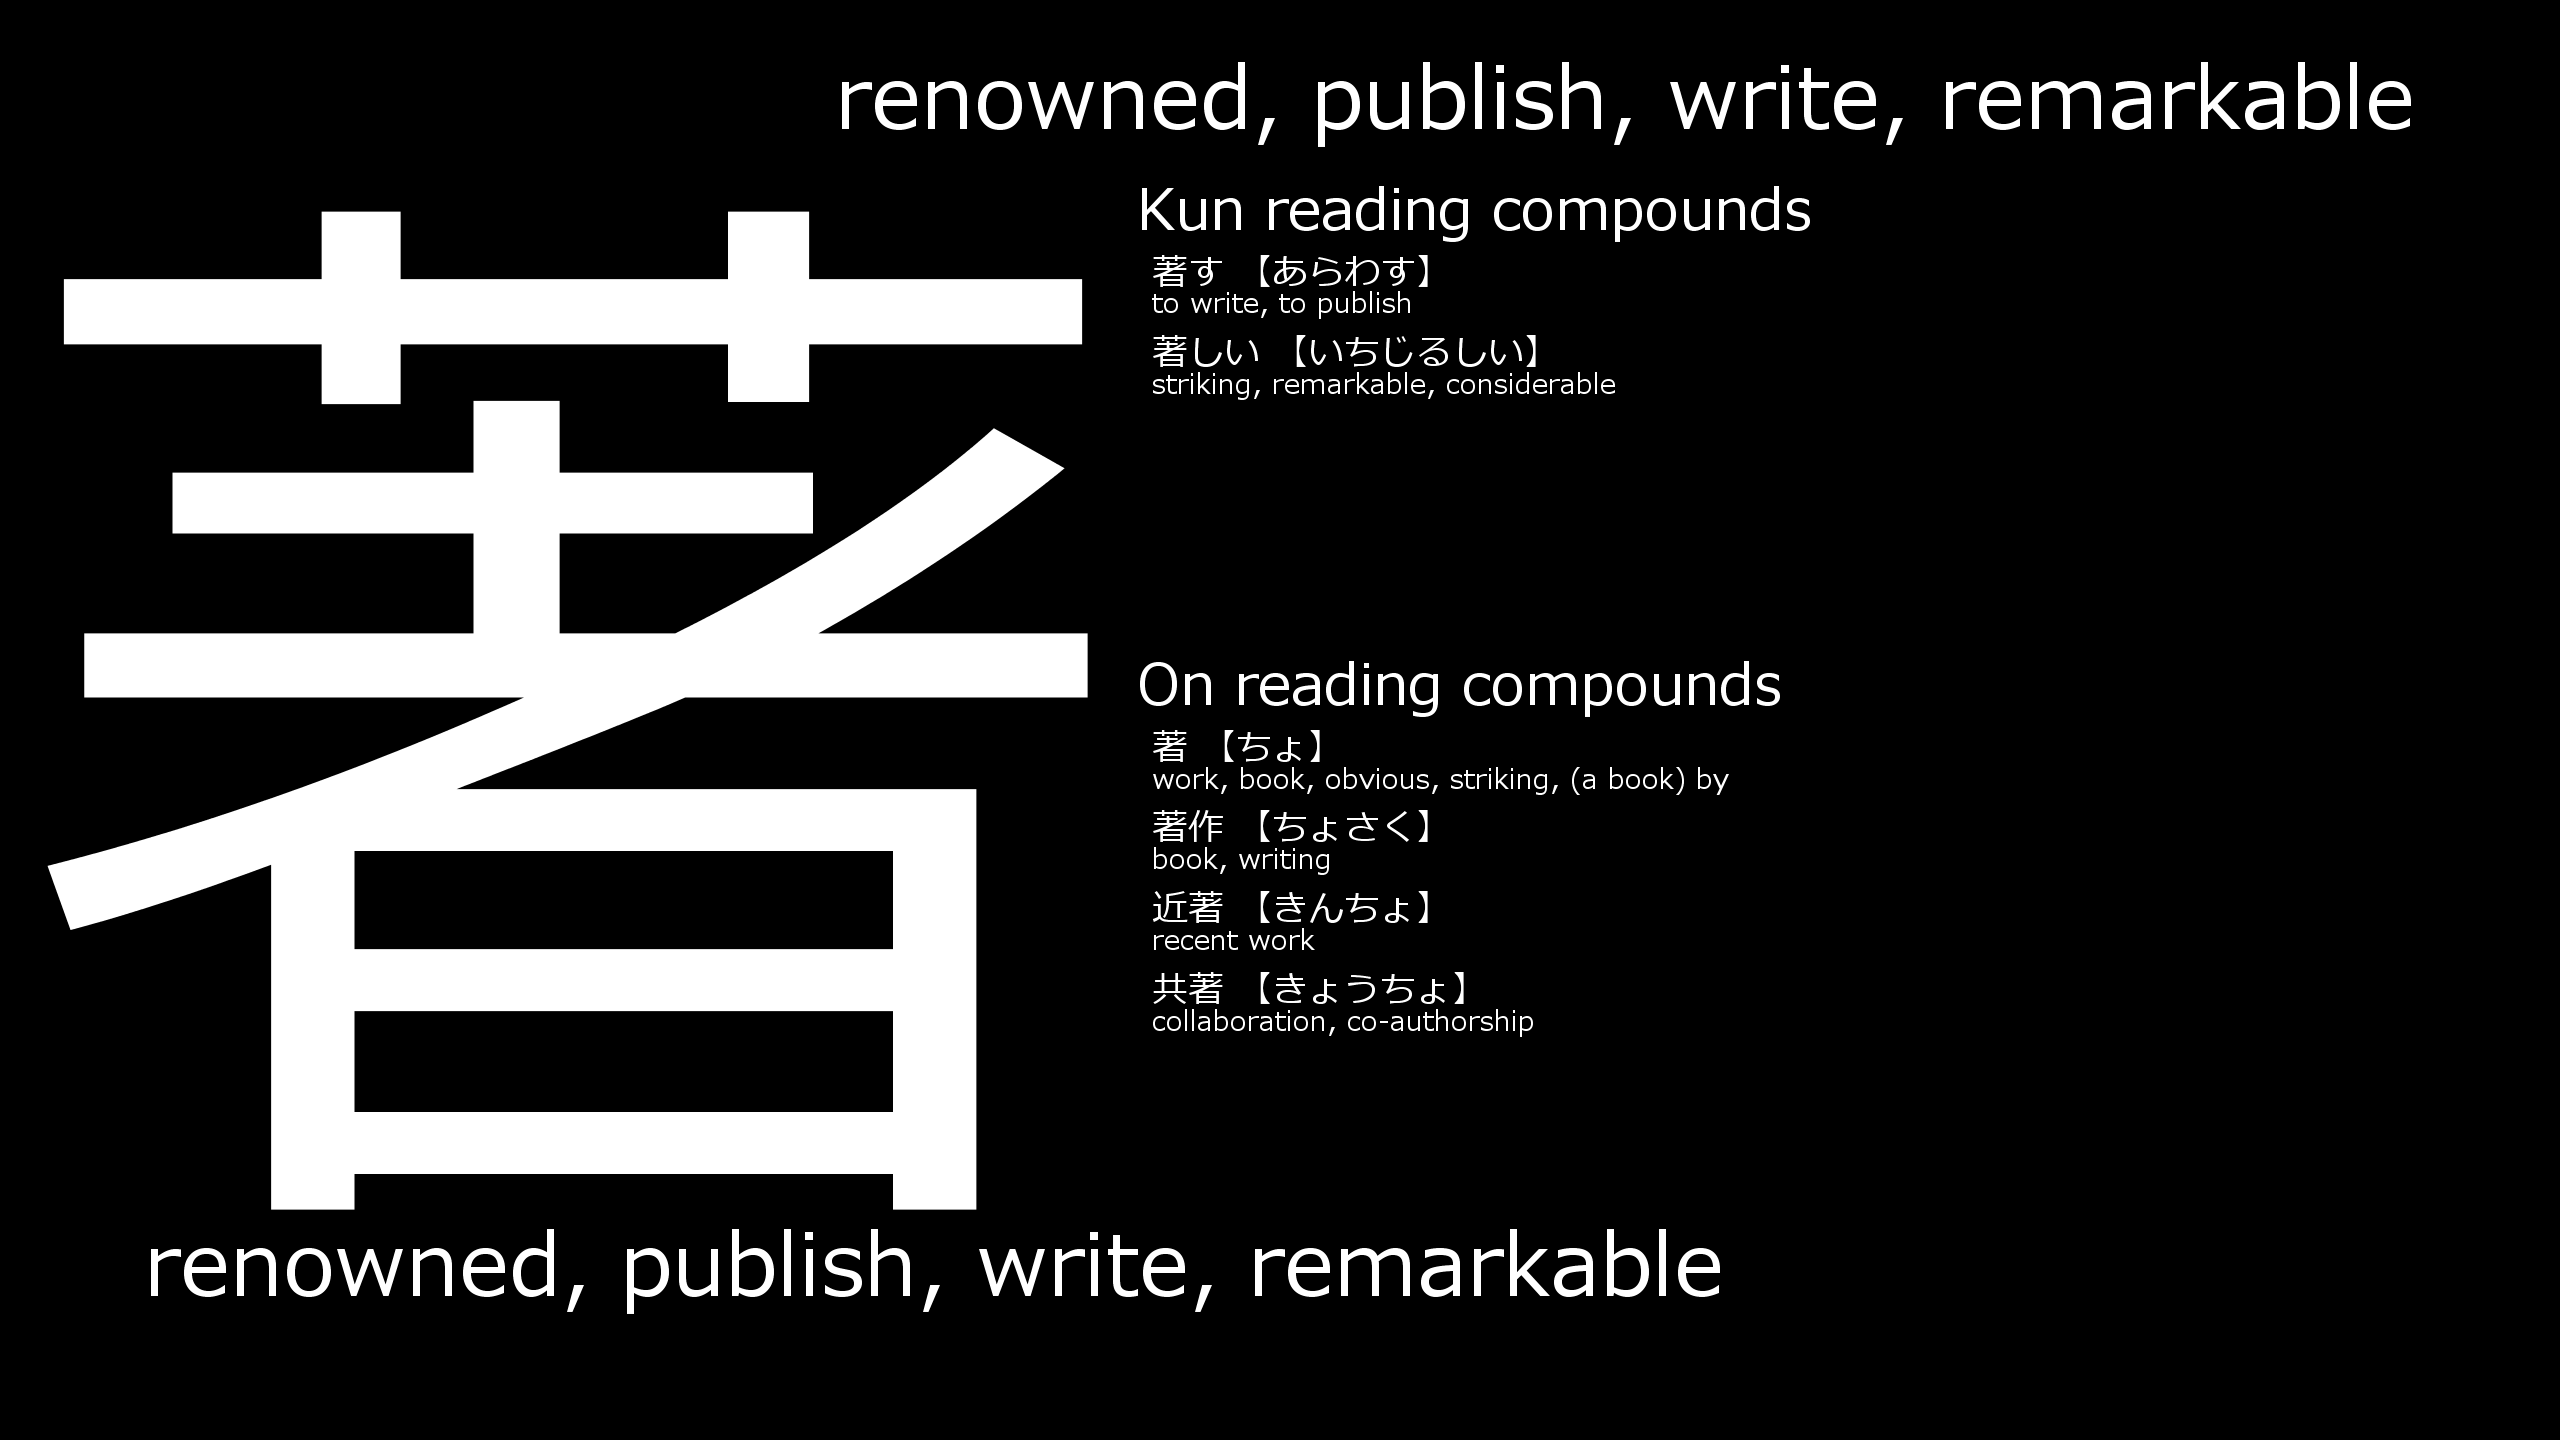 renowned, publish, write, remarkable
著
Kun reading compounds
著す 【あらわす】
to write, to publish
著しい 【いちじるしい】
striking, remarkable, considerable
On reading compounds
著 【ちょ】
work, book, obvious, striking, (a book) by
著作 【ちょさく】
book, writing
近著 【きんちょ】
recent work
共著 【きょうちょ】
collaboration, co-authorship
renowned, publish, write, remarkable